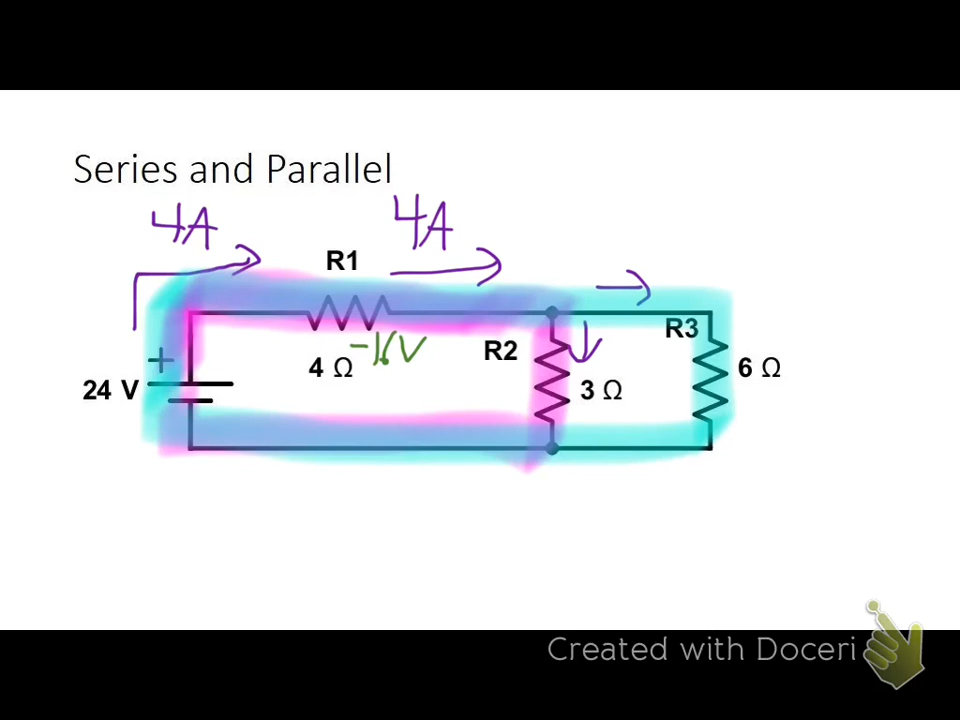 Series and Parallel
4A
4A
R1
R3
+
-16V
R2
4 Ω
6 Ω
24 V
3 Ω
Created with Doceri